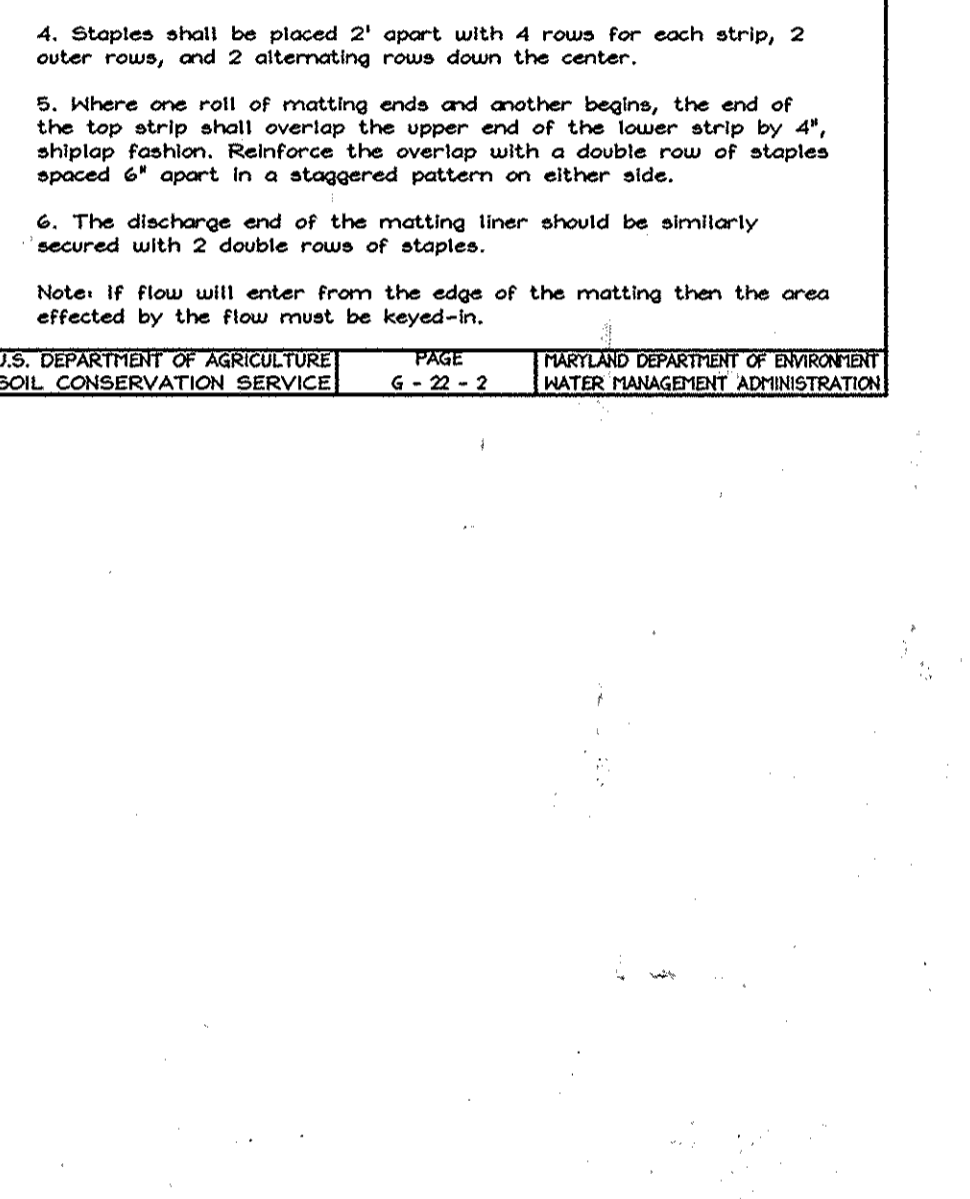 4. Staples shall be placed 2' apart with 4 rows for each strip, 2
outer rows, and 2 alternating rows down the center.
5. Where one roll of matting ends and another begins, the end of
the top strip shall overlap the upper end of the lower strip by 4",
shiplap fashion. Reinforce the overlap with a double row of staples
spaced 6" apart in a staggered pattern on either side.
6. The discharge end of the matting liner should be similarly
secured with 2 double rows of staples.
Note: If flow will enter from the edge of the matting then the area
effected by the flow must be keyed-in.
U.S. DEPARTMENT OF AGRICULTURE PAGE MARYLAND DEPARTMENT OF ENVIRONMENT
SOIL CONSERVATION SERVICE G - 22 - 2 WATER MANAGEMENT ADMINISTRATION